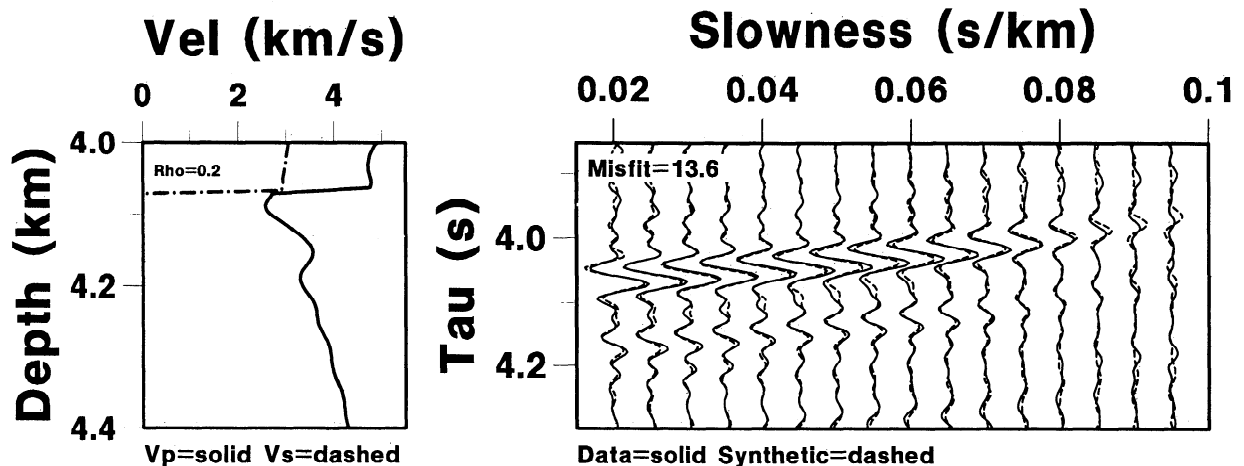 Vel (km/s)
0 2 4
Depth (km)
4.0
4.2
4.4
Rho=0.2
Vp=solid Vs=dashed
Slowness (s/km)
0.02 0.04 0.06 0.08 0.1
Tau (s)
4.0
4.2
Misfit=13.6
Data=solid Synthetic=dashed